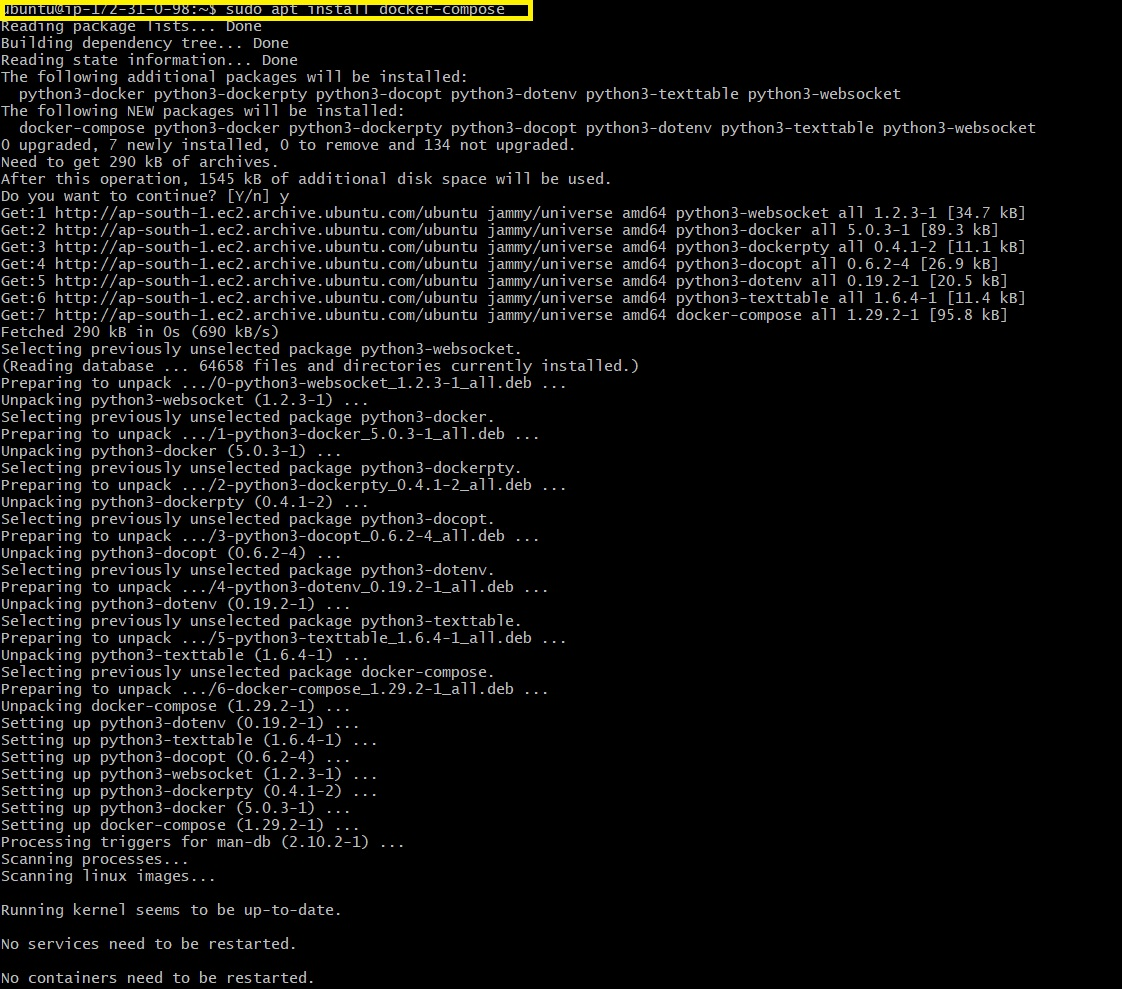 ubuntu@ip-172-31-0-98:~$ sudo apt install docker-compose
Reading package lists... Done
Building dependency tree... Done
Reading state information... Done
The following additional packages will be installed:
  python3-docker python3-dockerpty python3-docopt python3-dotenv python3-texttable python3-websocket
The following NEW packages will be installed:
  docker-compose python3-docker python3-dockerpty python3-docopt python3-dotenv python3-texttable python3-websocket
0 upgraded, 7 newly installed, 0 to remove and 134 not upgraded.
Need to get 290 kB of archives.
After this operation, 1545 kB of additional disk space will be used.
Do you want to continue? [Y/n] y
Get:1 http://ap-south-1.ec2.archive.ubuntu.com/ubuntu jammy/universe amd64 python3-websocket all 1.2.3-1 [34.7 kB]
Get:2 http://ap-south-1.ec2.archive.ubuntu.com/ubuntu jammy/universe amd64 python3-docker all 5.0.3-1 [89.3 kB]
Get:3 http://ap-south-1.ec2.archive.ubuntu.com/ubuntu jammy/universe amd64 python3-dockerpty all 0.4.1-2 [11.1 kB]
Get:4 http://ap-south-1.ec2.archive.ubuntu.com/ubuntu jammy/universe amd64 python3-docopt all 0.6.2-4 [26.9 kB]
Get:5 http://ap-south-1.ec2.archive.ubuntu.com/ubuntu jammy/universe amd64 python3-dotenv all 0.19.2-1 [20.5 kB]
Get:6 http://ap-south-1.ec2.archive.ubuntu.com/ubuntu jammy/universe amd64 python3-texttable all 1.6.4-1 [11.4 kB]
Get:7 http://ap-south-1.ec2.archive.ubuntu.com/ubuntu jammy/universe amd64 docker-compose all 1.29.2-1 [95.8 kB]
Fetched 290 kB in 0s (690 kB/s)
Selecting previously unselected package python3-websocket.
(Reading database ... 64658 files and directories currently installed.)
Preparing to unpack .../0-python3-websocket_1.2.3-1_all.deb ...
Unpacking python3-websocket (1.2.3-1) ...
Selecting previously unselected package python3-docker.
Preparing to unpack .../1-python3-docker_5.0.3-1_all.deb ...
Unpacking python3-docker (5.0.3-1) ...
Selecting previously unselected package python3-dockerpty.
Preparing to unpack .../2-python3-dockerpty_0.4.1-2_all.deb ...
Unpacking python3-dockerpty (0.4.1-2) ...
Selecting previously unselected package python3-docopt.
Preparing to unpack .../3-python3-docopt_0.6.2-4_all.deb ...
Unpacking python3-docopt (0.6.2-4) ...
Selecting previously unselected package python3-dotenv.
Preparing to unpack .../4-python3-dotenv_0.19.2-1_all.deb ...
Unpacking python3-dotenv (0.19.2-1) ...
Selecting previously unselected package python3-texttable.
Preparing to unpack .../5-python3-texttable_1.6.4-1_all.deb ...
Unpacking python3-texttable (1.6.4-1) ...
Selecting previously unselected package docker-compose.
Preparing to unpack .../6-docker-compose_1.29.2-1_all.deb ...
Unpacking docker-compose (1.29.2-1) ...
Setting up python3-dotenv (0.19.2-1) ...
Setting up python3-texttable (1.6.4-1) ...
Setting up python3-docopt (0.6.2-4) ...
Setting up python3-websocket (1.2.3-1) ...
Setting up python3-dockerpty (0.4.1-2) ...
Setting up python3-docker (5.0.3-1) ...
Setting up docker-compose (1.29.2-1) ...
Processing triggers for man-db (2.10.2-1) ...
Scanning processes...
Scanning linux images...
Running kernel seems to be up-to-date.
No services need to be restarted.
No containers need to be restarted.